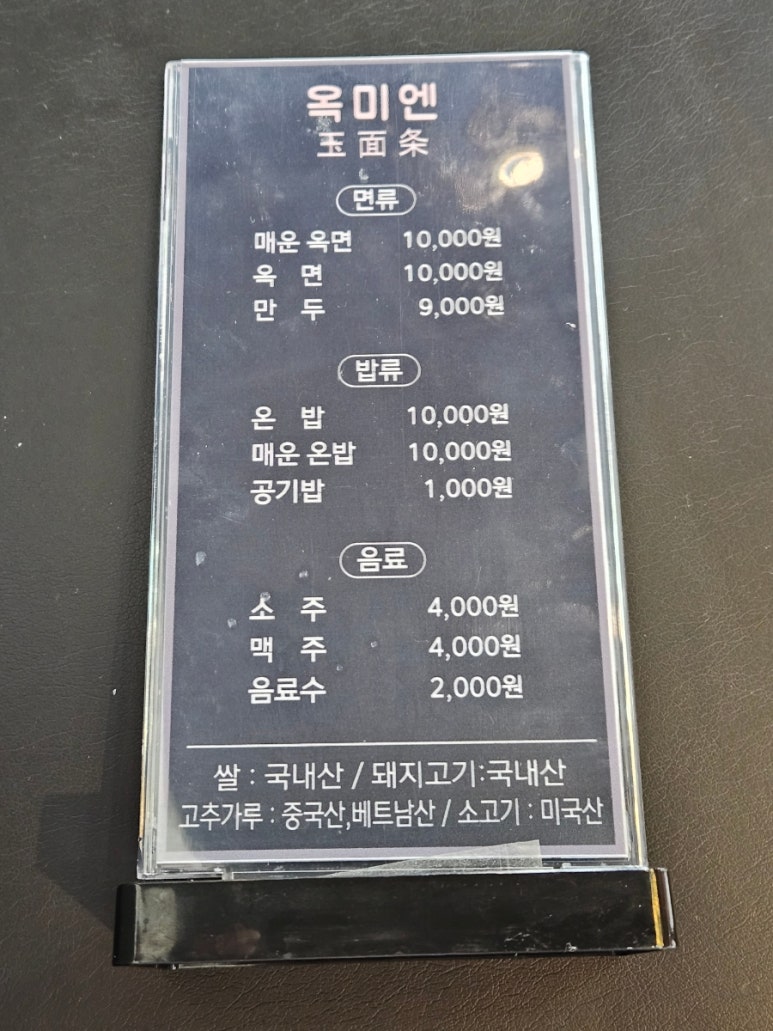 옥미엔
玉面条
면류
매운 옥면 10,000원
옥 면 10,000원
만 두 9,000원
밥류
온 밥 10,000원
매운 온밥 10,000원
공기밥 1,000원
음료
소 주 4,000원
맥 주 4,000원
음료수 2,000원
쌀 : 국내산 / 돼지고기:국내산
고추가루 : 중국산,베트남산 / 소고기 : 미국산